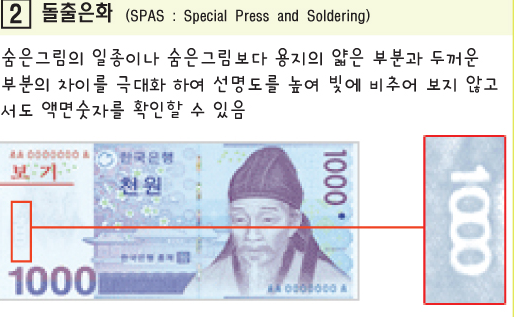 2 돌출은화 (SPAS : Special Press and Soldering)
숨은그림의 일종이나 숨은그림보다 용지의 얇은 부분과 두꺼운
부분의 차이를 극대화 하여 선명도를 높여 빛에 비추어 보지 않고
서도 액면숫자를 확인할 수 있음
AA 0000000 A
한국은행
보기
천원
1000
1000
한국은행 총재
1000
AA 0000000 A